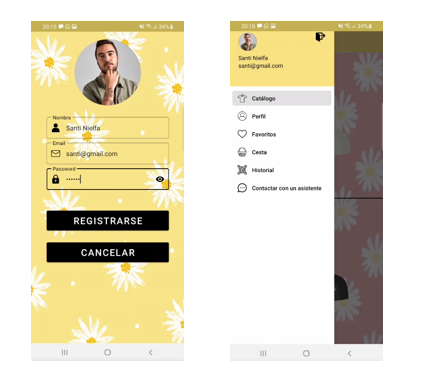 20:15
34%
Nombre
Santi Nielfa
Email
santi@gmail.com
Password
••••••
REGISTRARSE
CANCELAR
20:16
34%
Santi Nielfa
santi@gmail.com
Catálogo
Perfil
Favoritos
Cesta
Historial
Contactar con un asistente